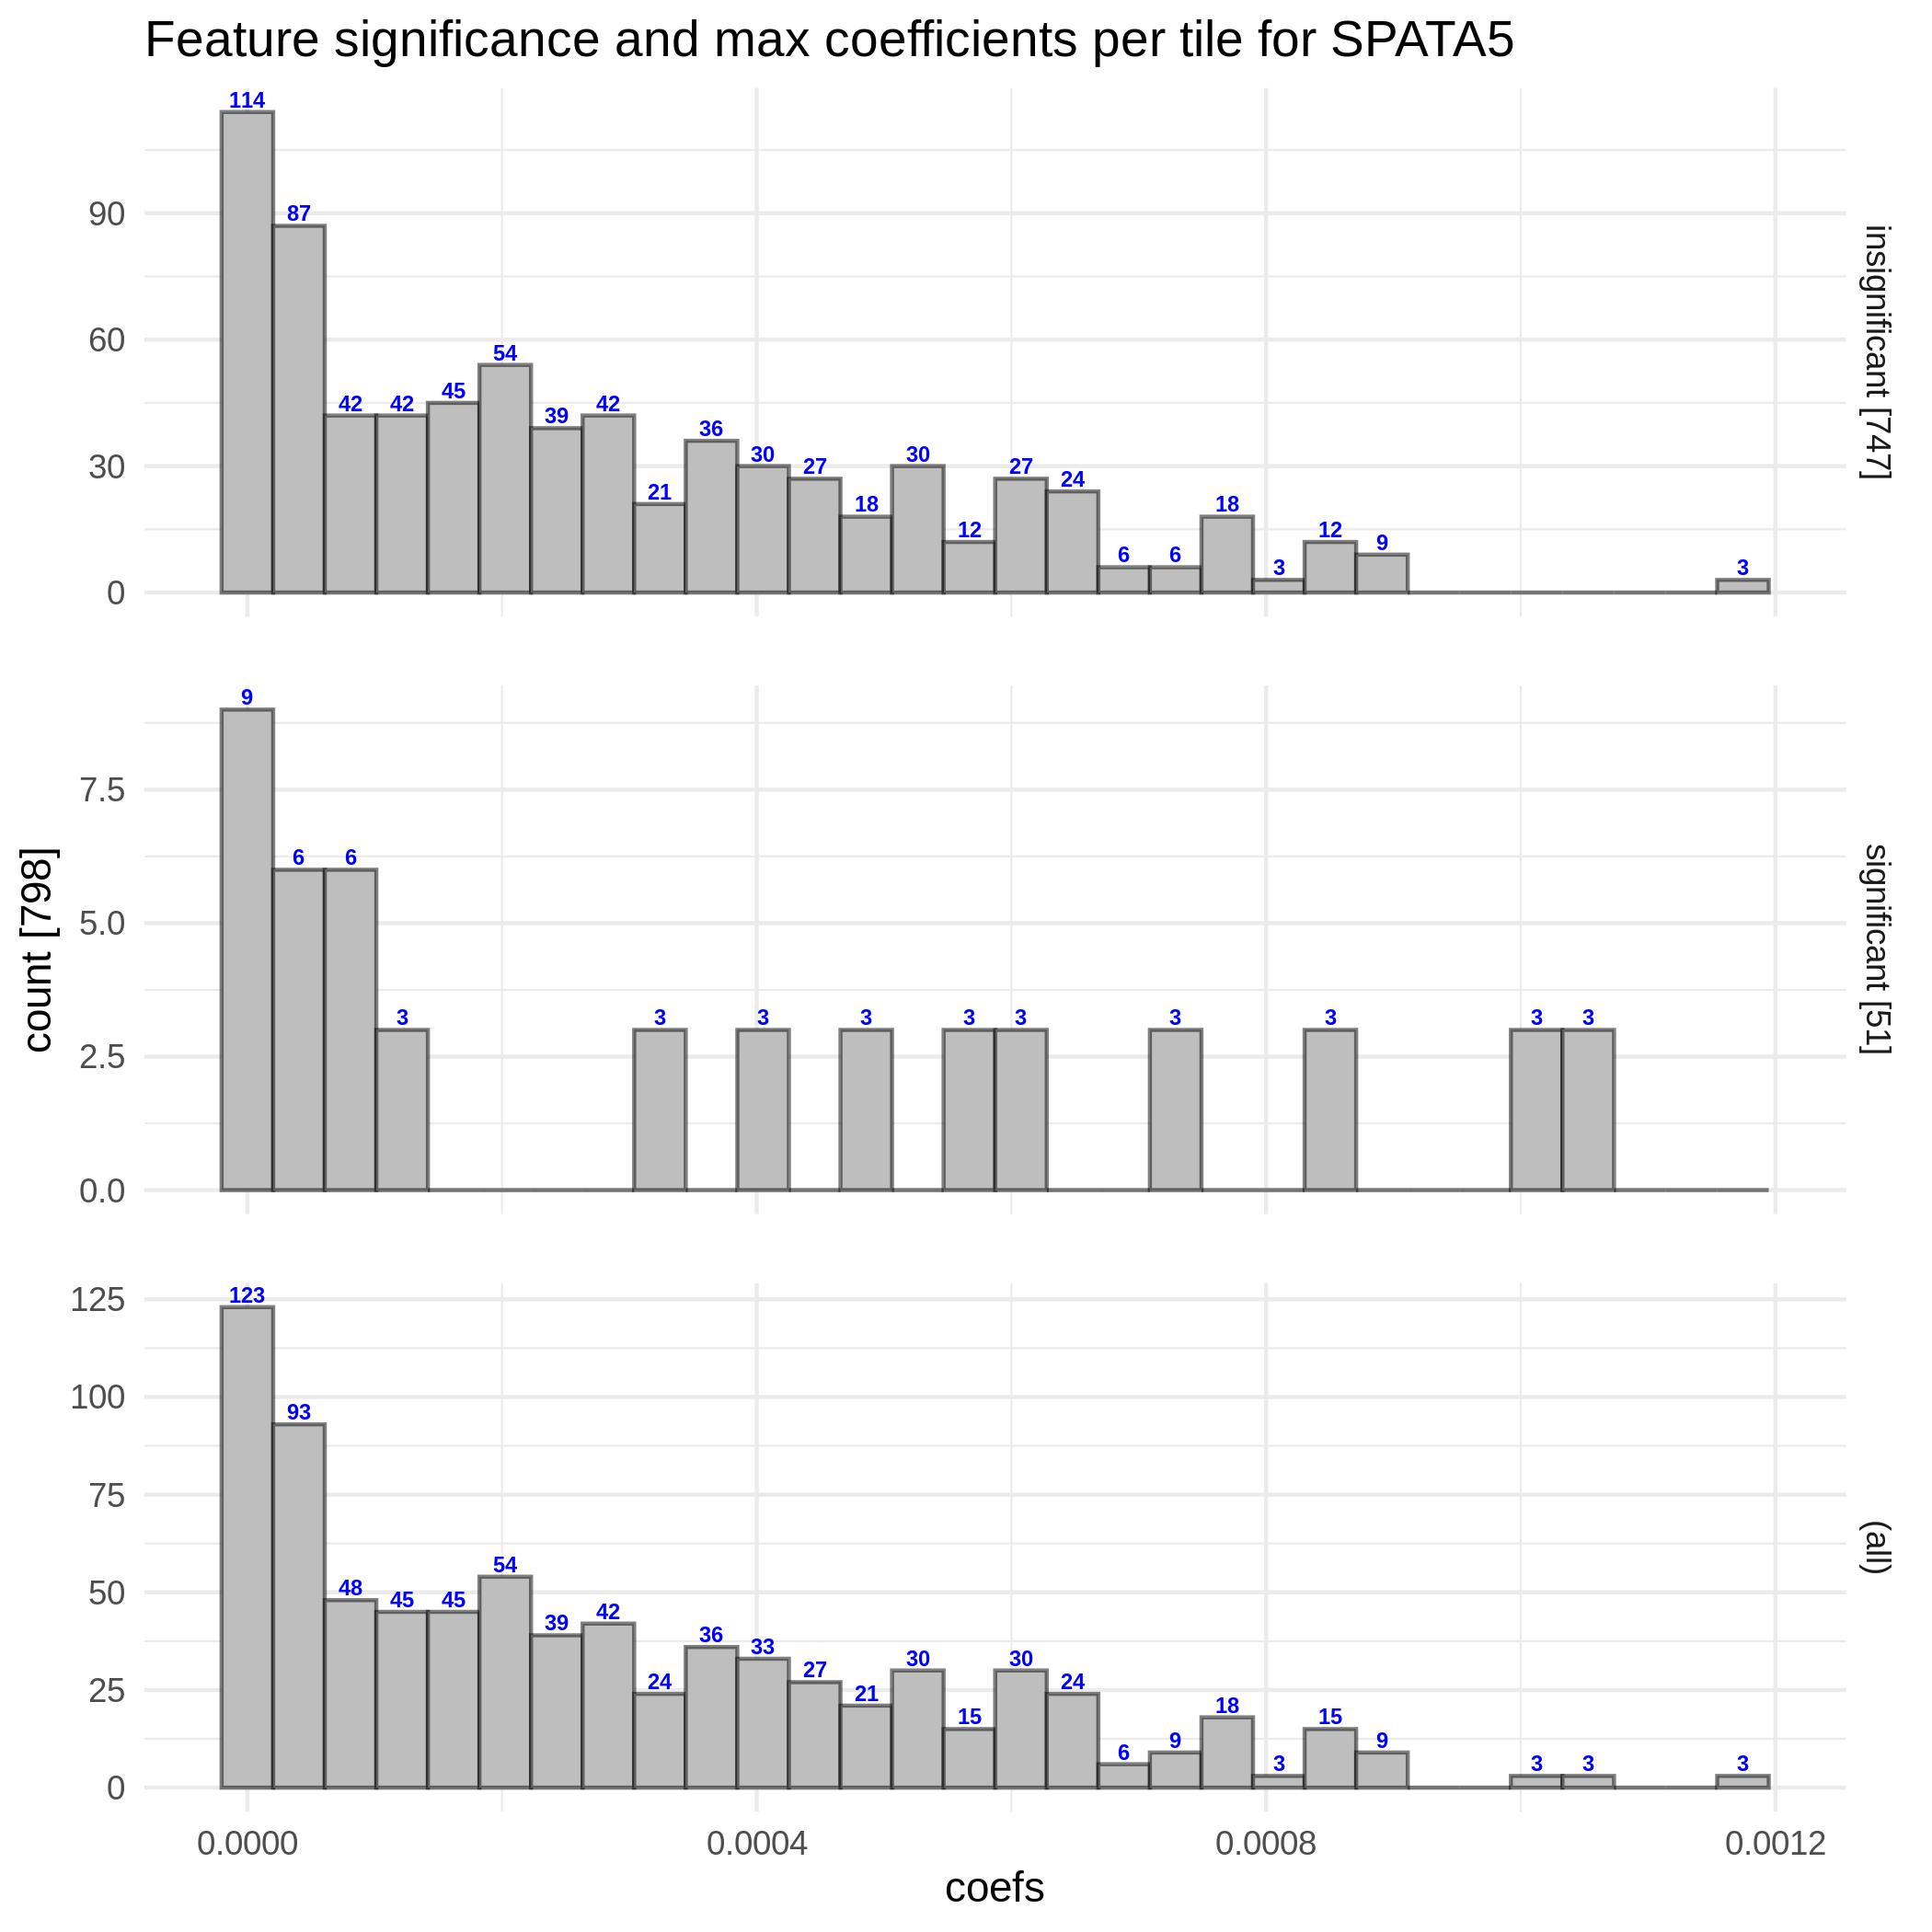 Feature significance and max coefficients per tile for SPATA5
114
87
42 42 45 54 39 42 21 36 30 27 18 30 12 27 24 6 6 18 3 12 9 3
90
60
30
0
insignificant [747]
9
6 6 3 3 3 3 3 3 3 3 3 3
7.5
5.0
2.5
0.0
significant [51]
count [798]
123
93
48 45 45 54 39 42 24 36 33 27 21 30 15 30 24 6 9 18 3 15 9 3 3 3
125
100
75
50
25
0
(all)
0.0000 0.0004 0.0008 0.0012
coefs